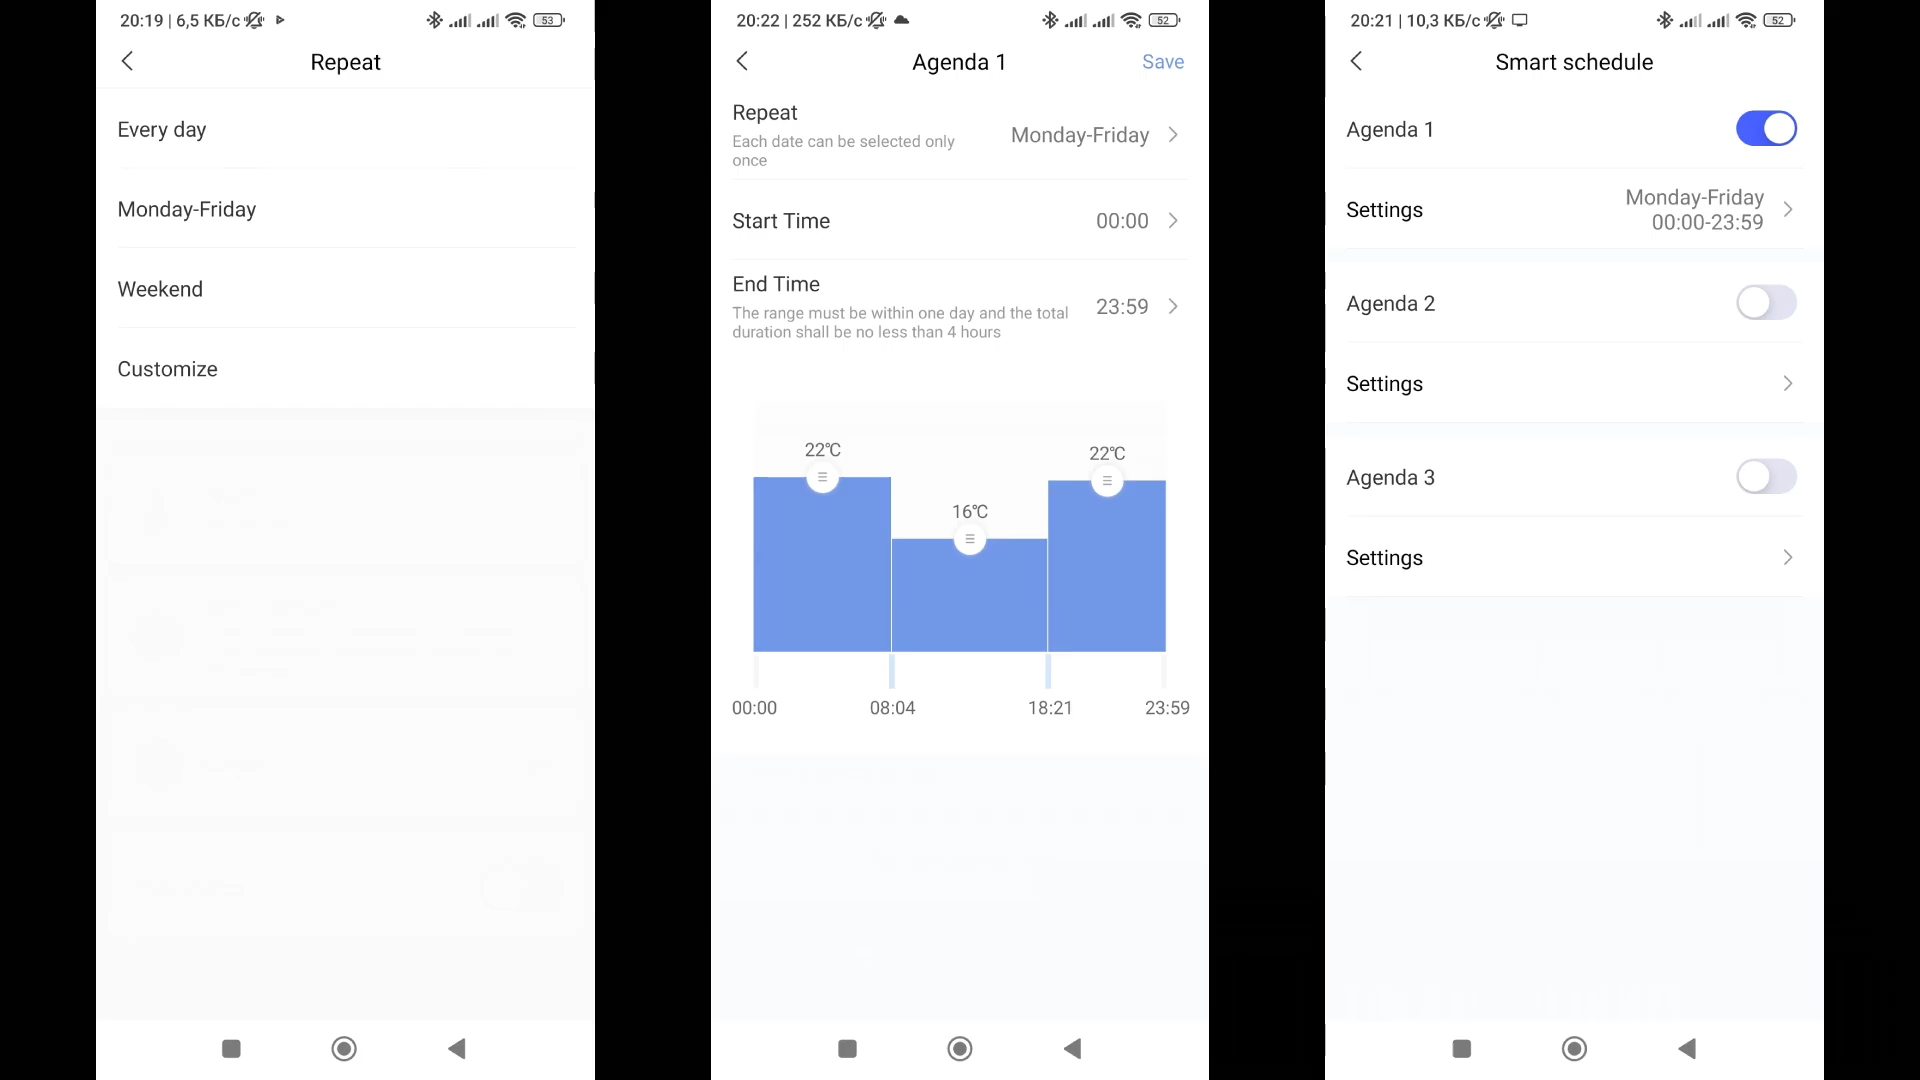 20:19 | 6,5 КБ/с
53
Repeat
Every day
Monday-Friday
Weekend
Customize
20:22 | 252 КБ/с
52
Agenda 1
Save
Repeat
Each date can be selected only
once
Monday-Friday
Start Time
00:00
End Time
The range must be within one day and the total
duration shall be no less than 4 hours
23:59
22℃
16℃
22℃
00:00
08:04
18:21
23:59
20:21 | 10,3 КБ/с
52
Smart schedule
Agenda 1
Settings
Monday-Friday
00:00-23:59
Agenda 2
Settings
Agenda 3
Settings